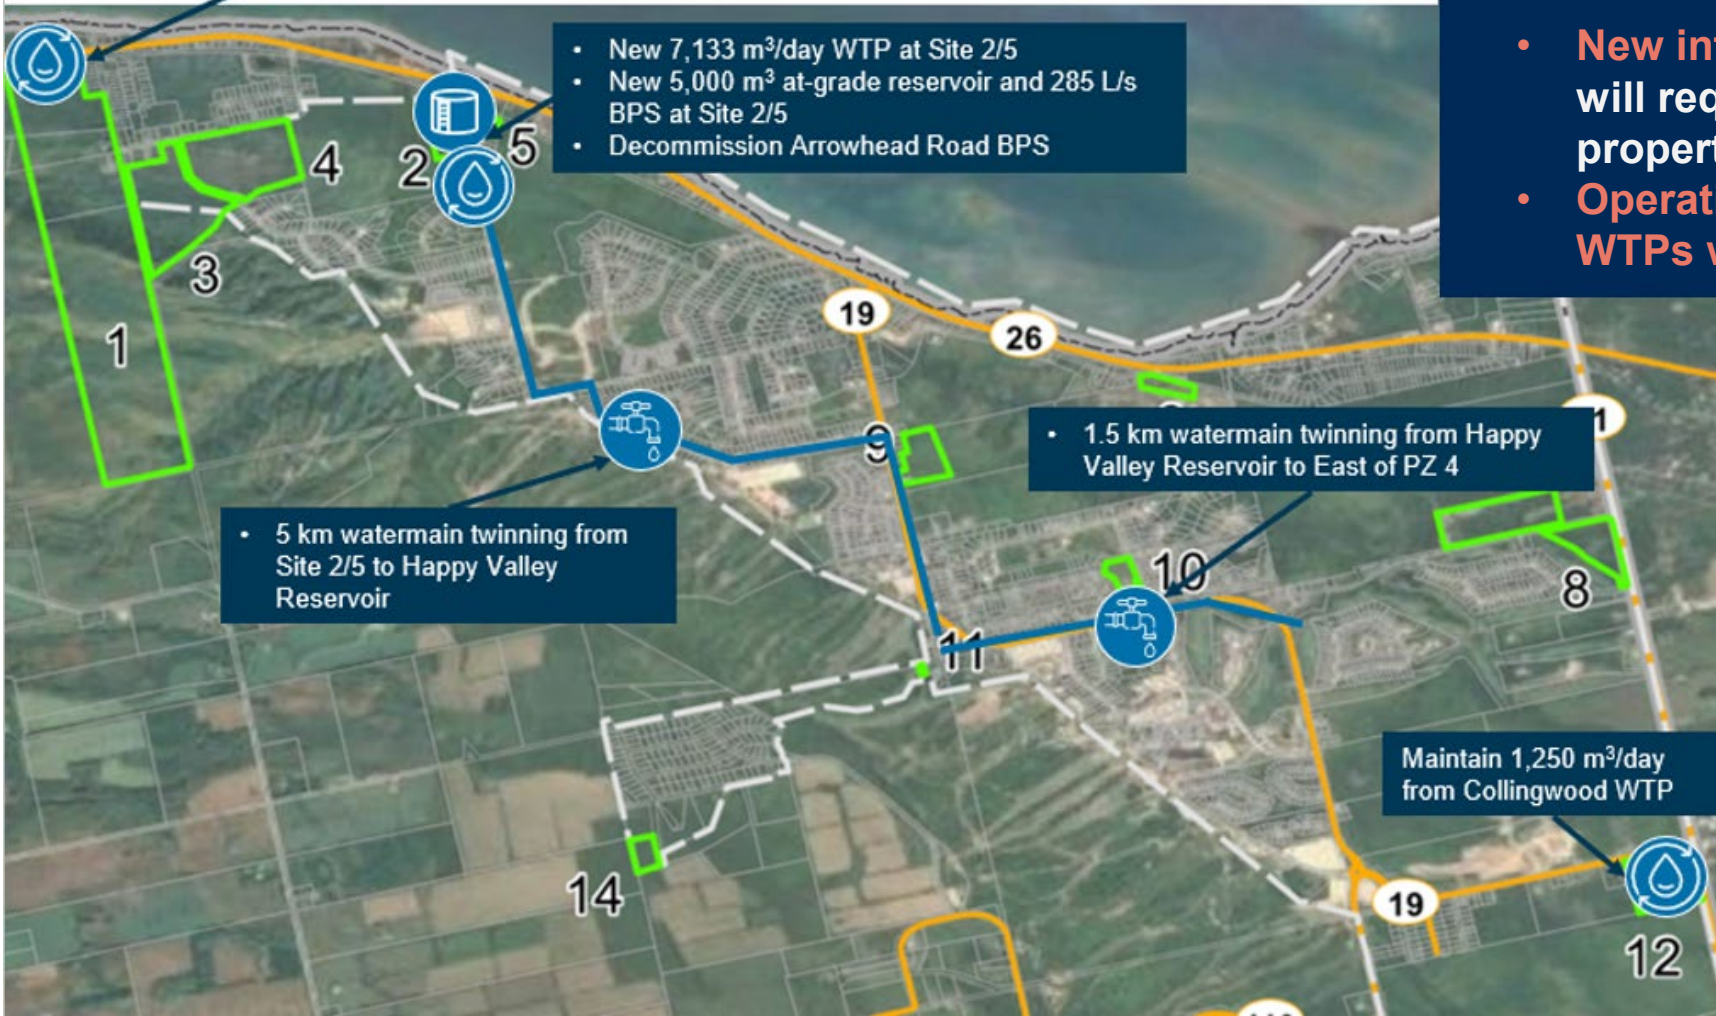 • New 7,133 m³/day WTP at Site 2/5
• New 5,000 m³ at-grade reservoir and 285 L/s
BPS at Site 2/5
• Decommission Arrowhead Road BPS
• New
will
• 
WTPs
5
2
4
3
1
19
26
9
• 1.5 km watermain twinning from Happy
Valley Reservoir to East of PZ 4
1
• 5 km watermain twinning from
Site 2/5 to Happy Valley
Reservoir
10
8
11
Maintain 1,250 m³/day
from Collingwood WTP
14
19
12